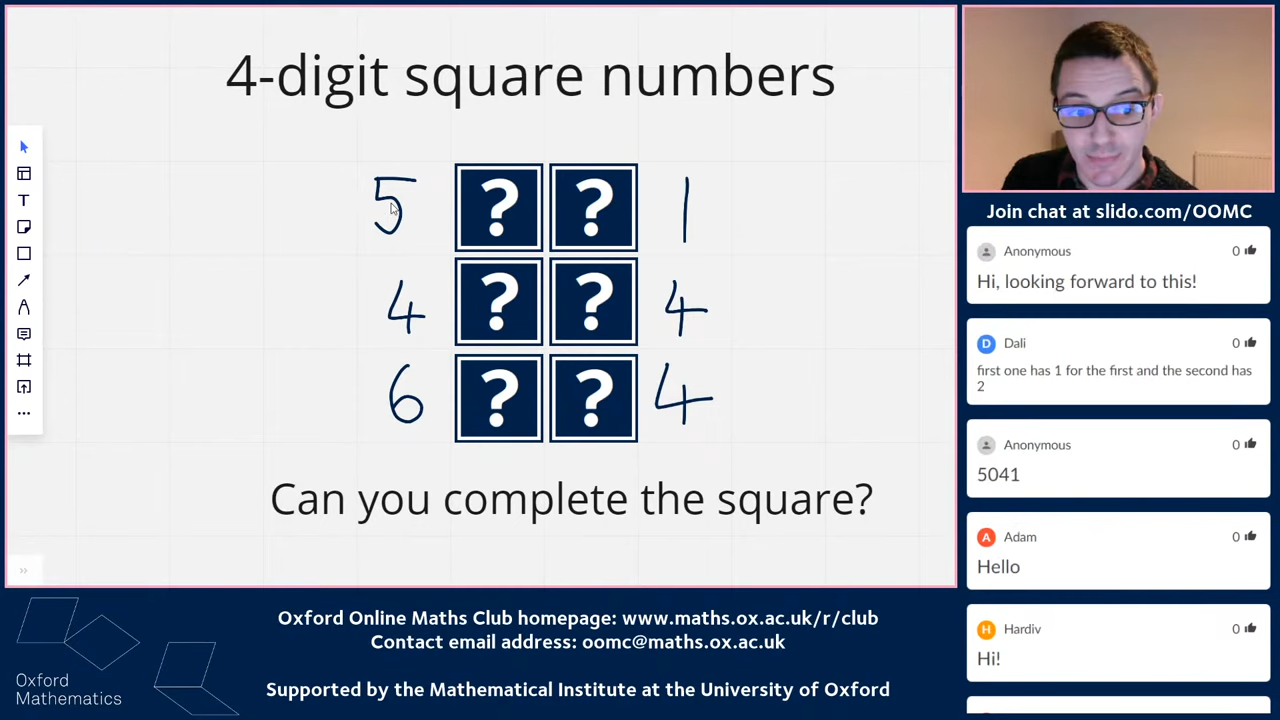 4-digit square numbers
5 ? ? 1
4 ? ? 4
6 ? ? 4
Can you complete the square?
T
Join chat at slido.com/OOMC
Anonymous 0
Hi, looking forward to this!
D Dali 0
first one has 1 for the first and the second has
2
Anonymous 0
5041
A Adam 0
Hello
H Hardiv 0
Hi!
Oxford
Mathematics
Oxford Online Maths Club homepage: www.maths.ox.ac.uk/r/club
Contact email address: oomc@maths.ox.ac.uk
Supported by the Mathematical Institute at the University of Oxford